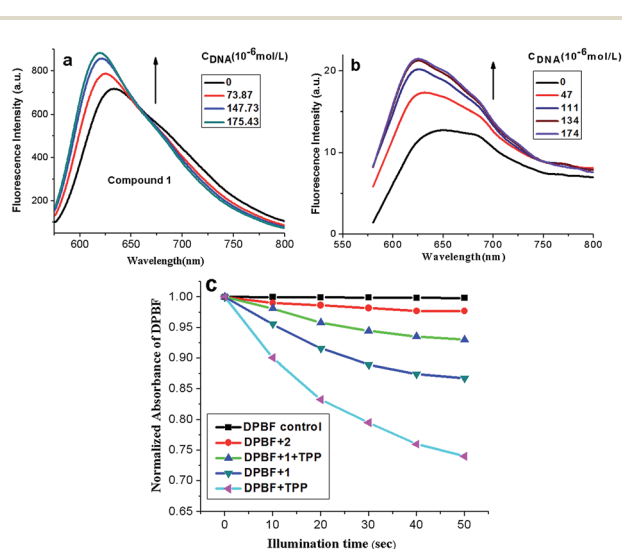 a
C_DNA(10^-6 mol/L)
0
73.87
147.73
175.43
Compound 1
800
600
400
200
600 650 700 750 800
Wavelength(nm)
Fluorescence Intensity (a.u.)
b
C_DNA(10^-6 mol/L)
0
47
111
134
174
20
10
0
550 600 650 700 750 800
Wavelength(nm)
Fluorescence Intensity (a.u.)
c
1.00
0.95
0.90
0.85
0.80
0.75
0.70
0.65
DPBF control
DPBF+2
DPBF+1+TPP
DPBF+1
DPBF+TPP
0 10 20 30 40 50
Illumination time (sec)
Normalized Absorbance of DPBF